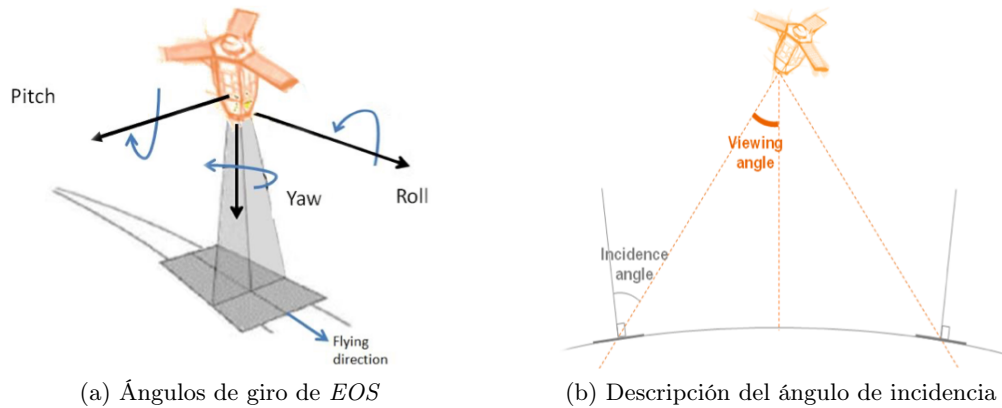 Pitch
Yaw
Roll
Flying
direction
(a) Ángulos de giro de EOS
Viewing
angle
Incidence
angle
(b) Descripción del ángulo de incidencia